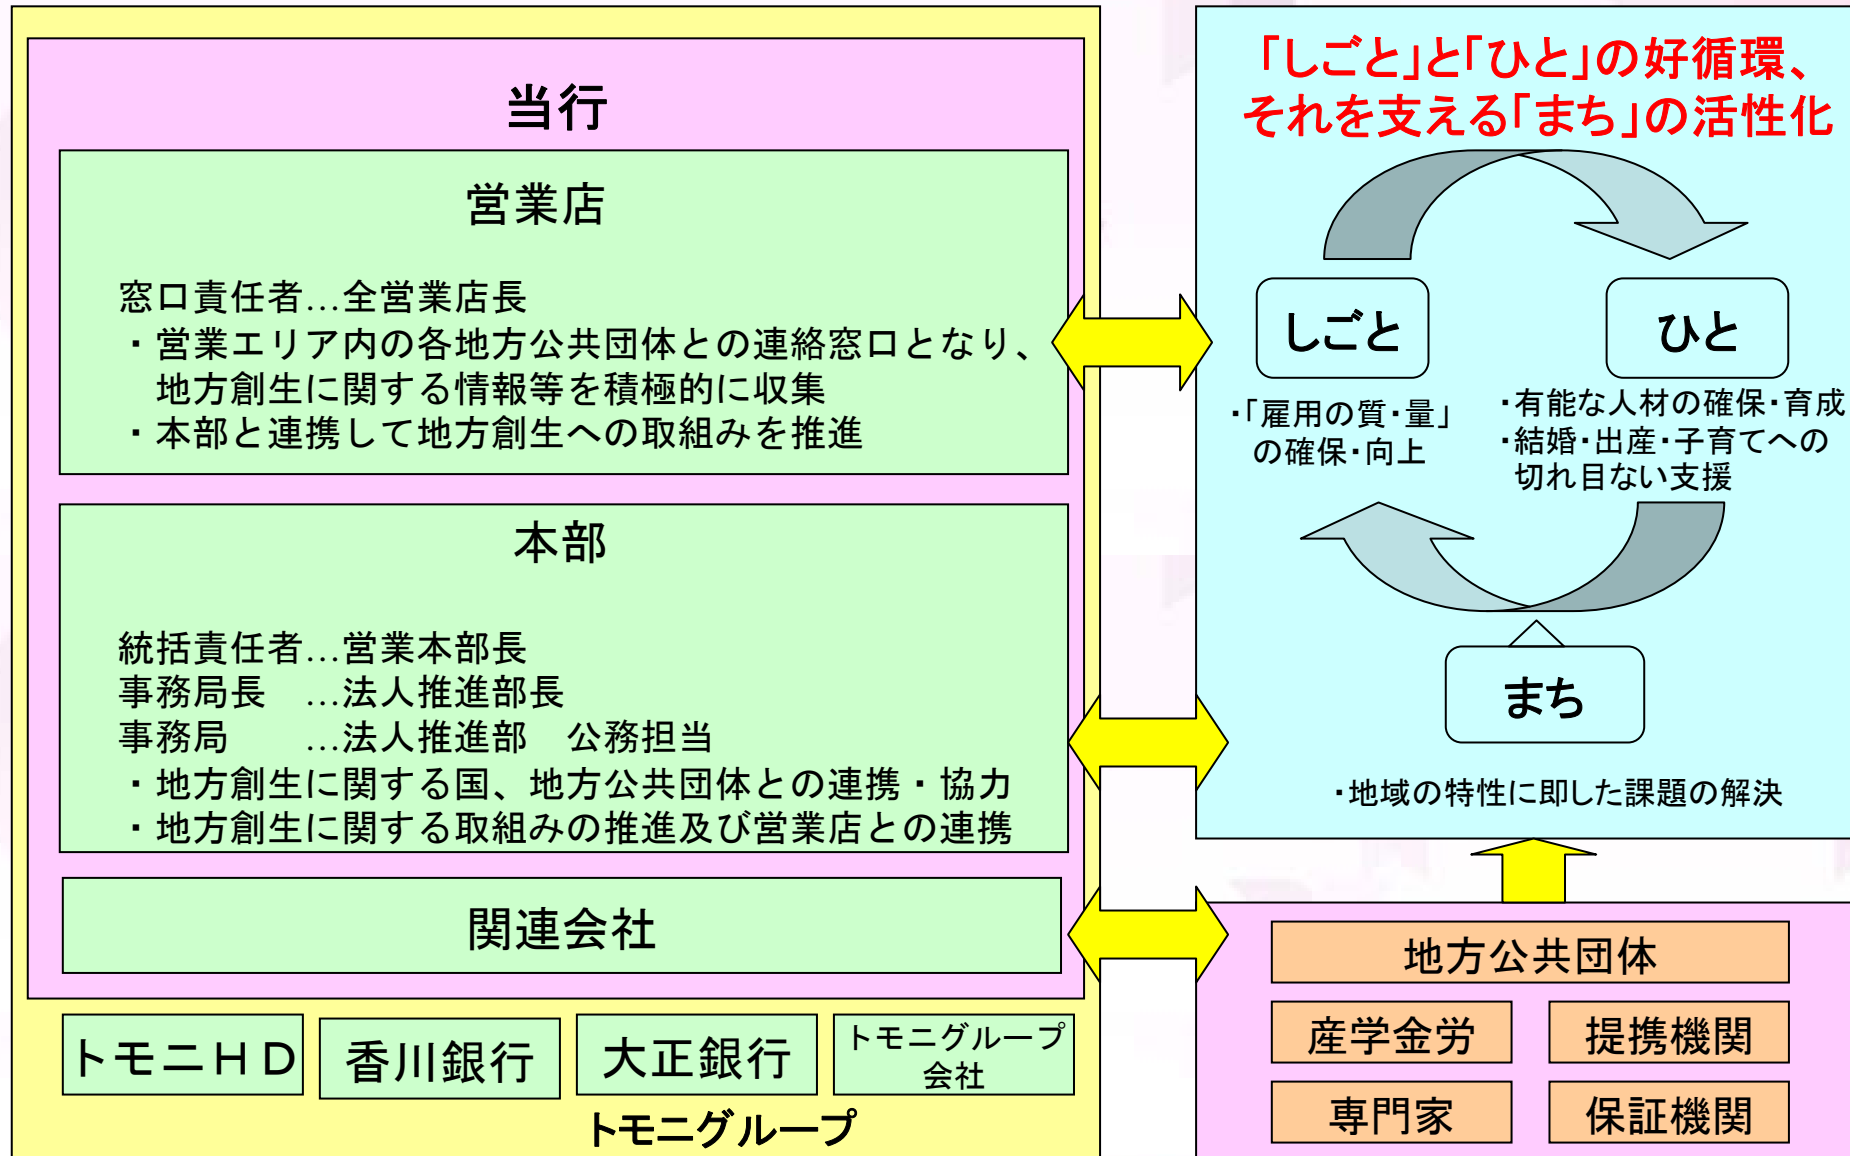 当行
営業店
窓口責任者…全営業店長
・営業エリア内の各地方公共団体との連絡窓口となり、
地方創生に関する情報等を積極的に収集
・本部と連携して地方創生への取組みを推進
本部
統括責任者…営業本部長
事務局長　…法人推進部長
事務局　　…法人推進部　公務担当
・地方創生に関する国、地方公共団体との連携・協力
・地方創生に関する取組みの推進及び営業店との連携
関連会社
トモニＨＤ
香川銀行
大正銀行
トモニグループ
会社
トモニグループ
「しごと」と「ひと」の好循環、
それを支える「まち」の活性化
しごと
・「雇用の質・量」
の確保・向上
ひと
・有能な人材の確保・育成
・結婚・出産・子育てへの
切れ目ない支援
まち
・地域の特性に即した課題の解決
地方公共団体
産学金労
提携機関
専門家
保証機関